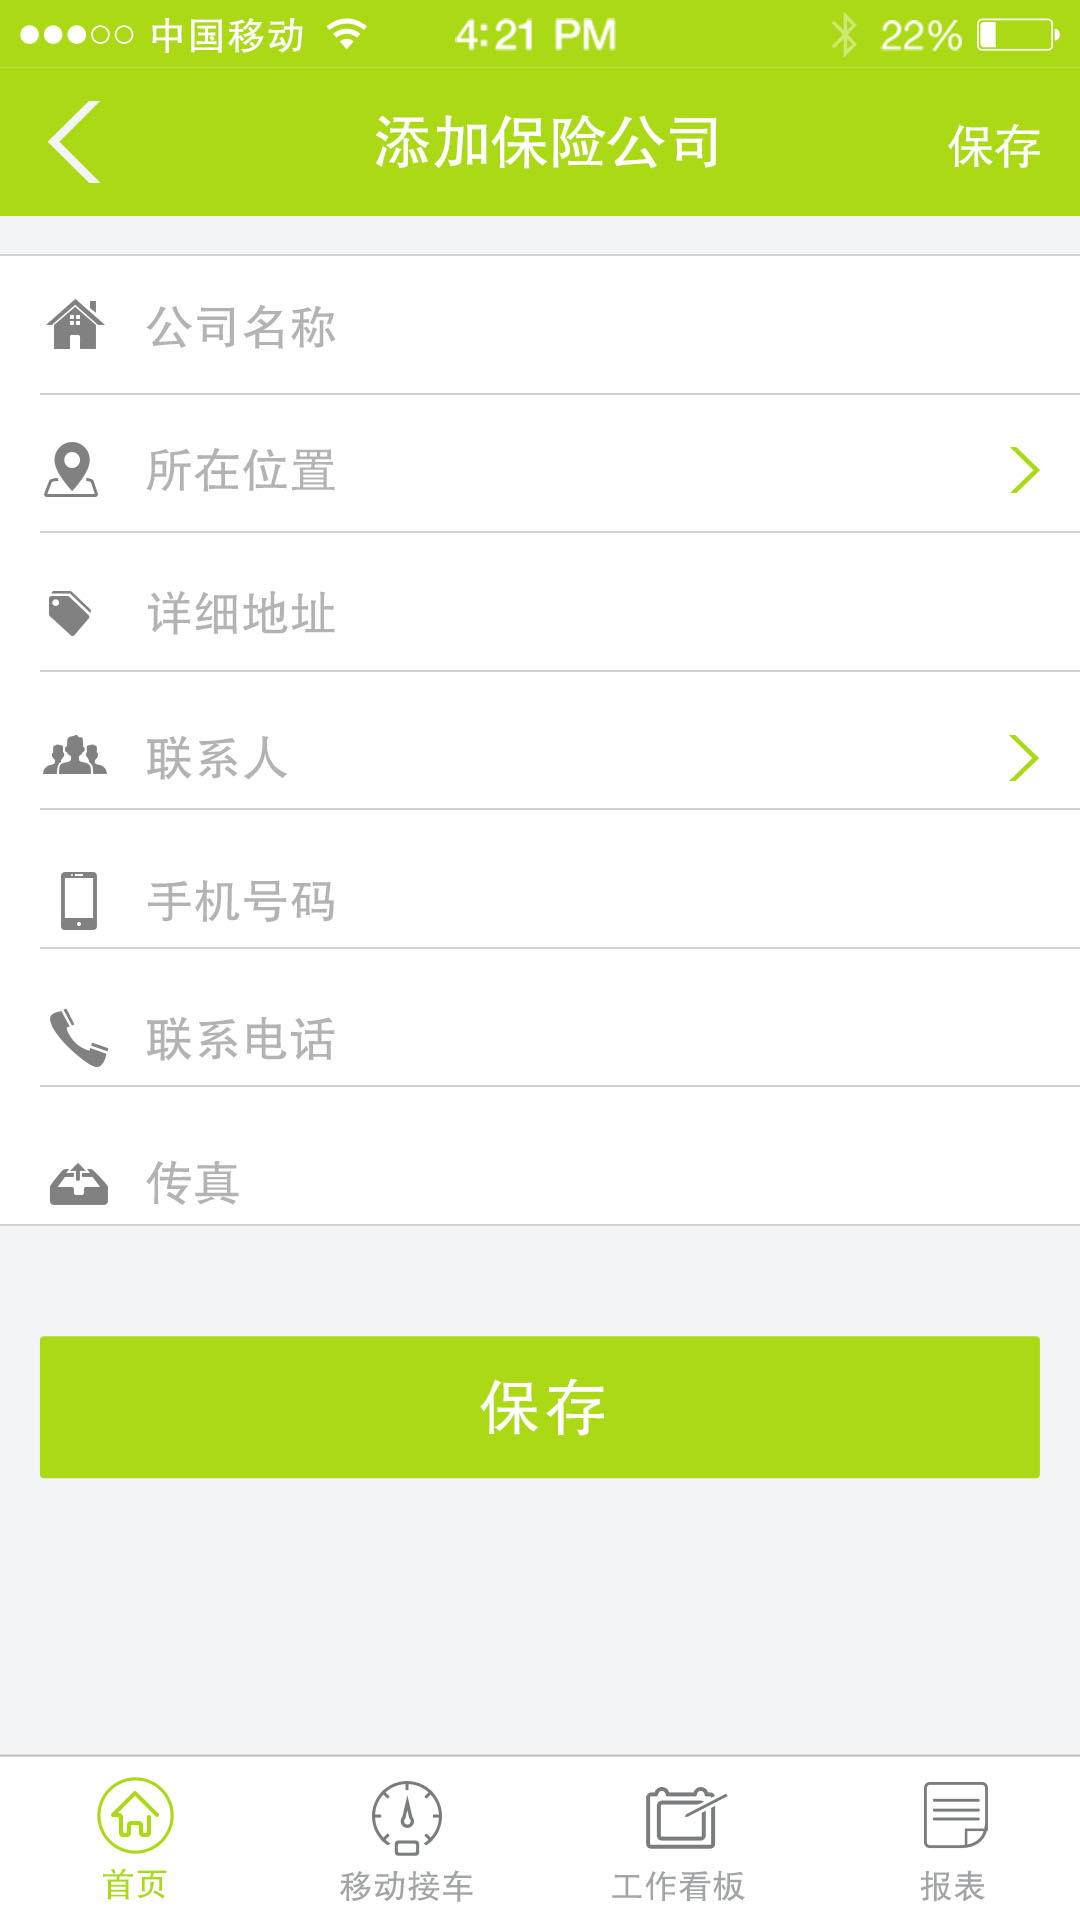 中国移动 4:21 PM 22%
添加保险公司 保存
公司名称
所在位置
详细地址
联系人
手机号码
联系电话
传真
保存
首页 移动接车 工作看板 报表